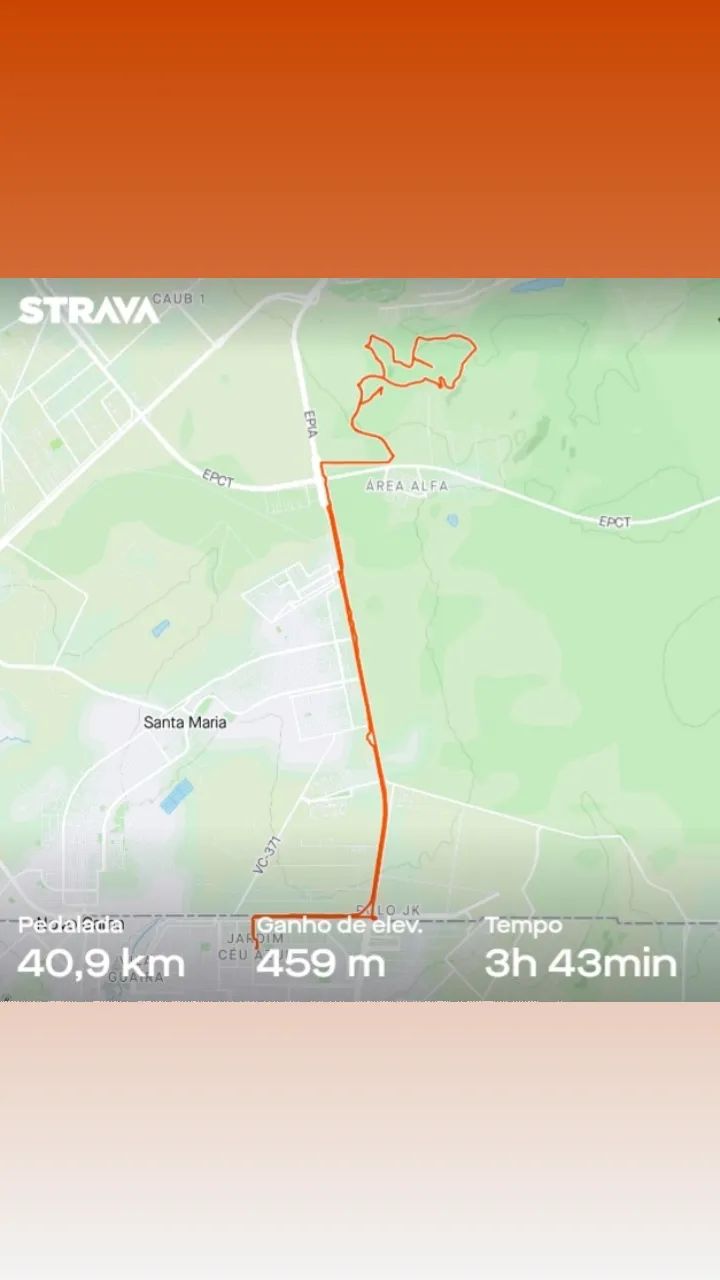 STRAVA
CAUB 1
EPIA
EPCT
ÁREA ALFA
EPCT
Santa Maria
VC-371
POLO JK
Pedalada
Ganho de elev.
Tempo
JARDIM
CÉU AZUL
40,9 km
459 m
3h 43min
GUAÍRA